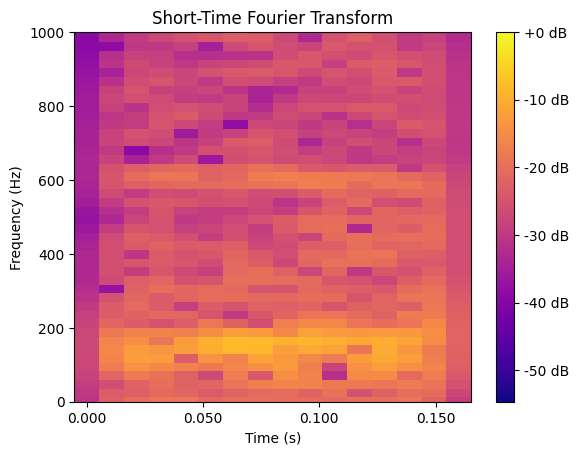 Short-Time Fourier Transform
1000
800
600
400
200
0
Frequency (Hz)
0.000
0.050
0.100
0.150
Time (s)
+0 dB
-10 dB
-20 dB
-30 dB
-40 dB
-50 dB